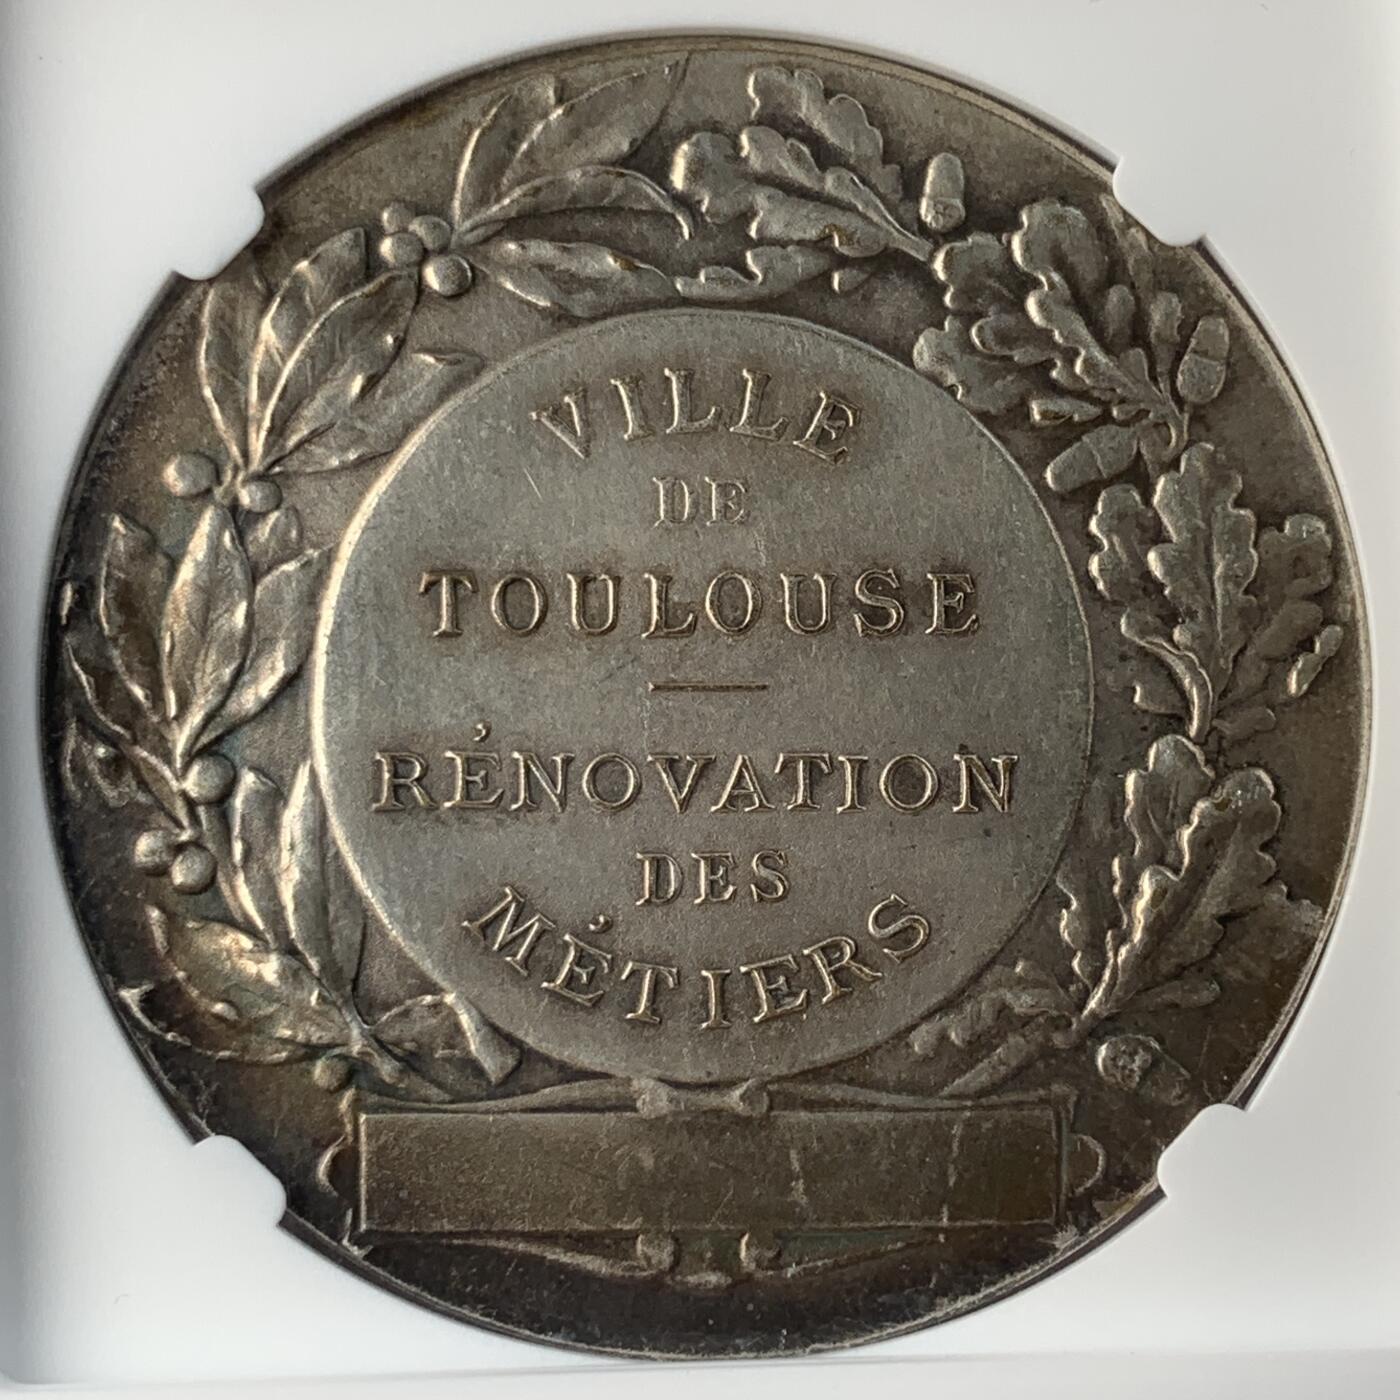 VILLE
DE
TOULOUSE
RÉNOVATION
DES
MÉTIERS